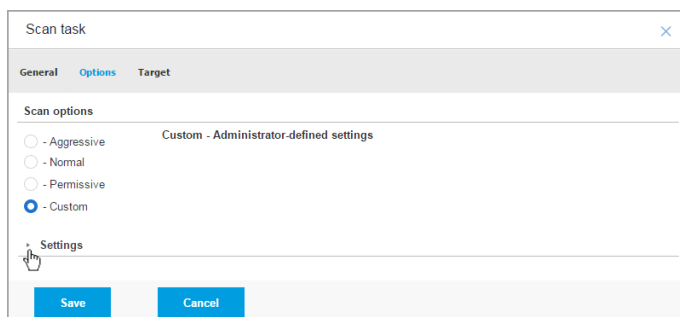 Scan task
General Options Target
Scan options
- Aggressive
Custom - Administrator-defined settings
- Normal
- Permissive
- Custom
Settings
Save Cancel